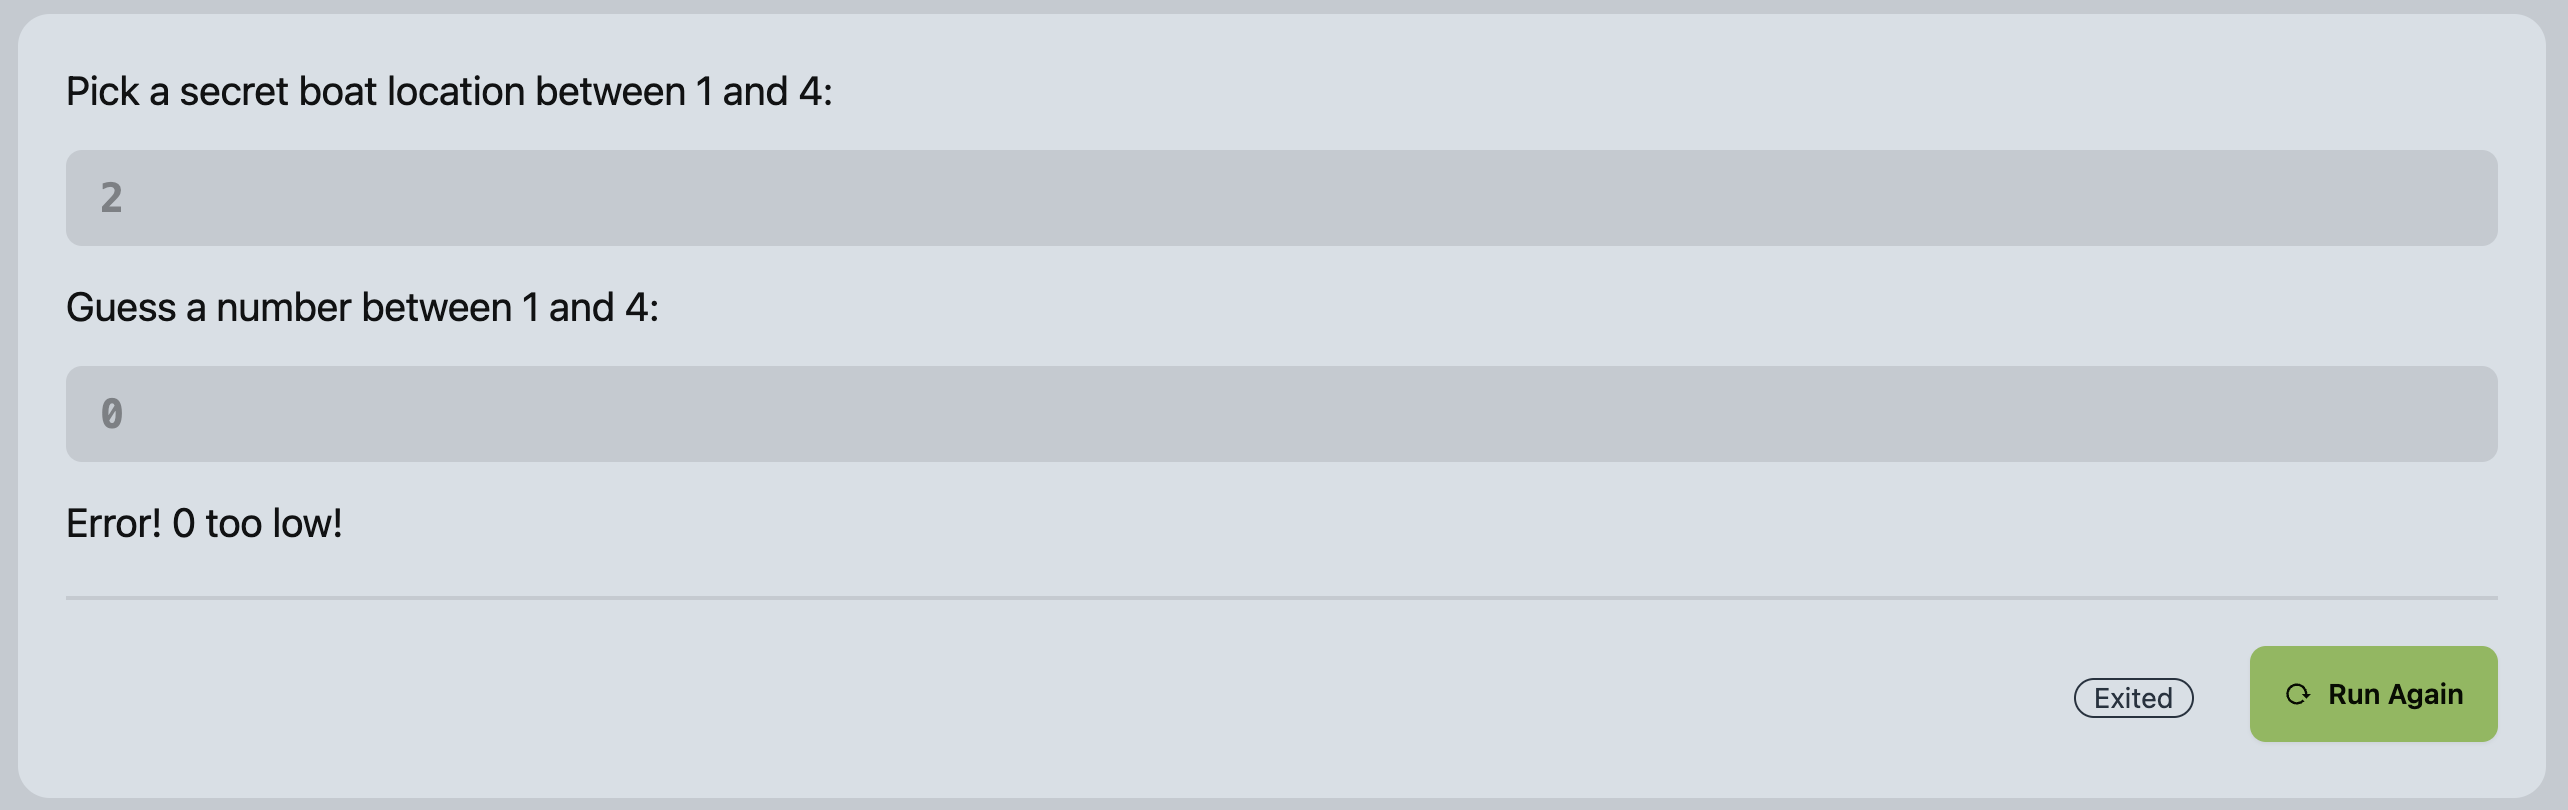 Pick a secret boat location between 1 and 4:
2
Guess a number between 1 and 4:
0
Error! 0 too low!
Exited
Run Again